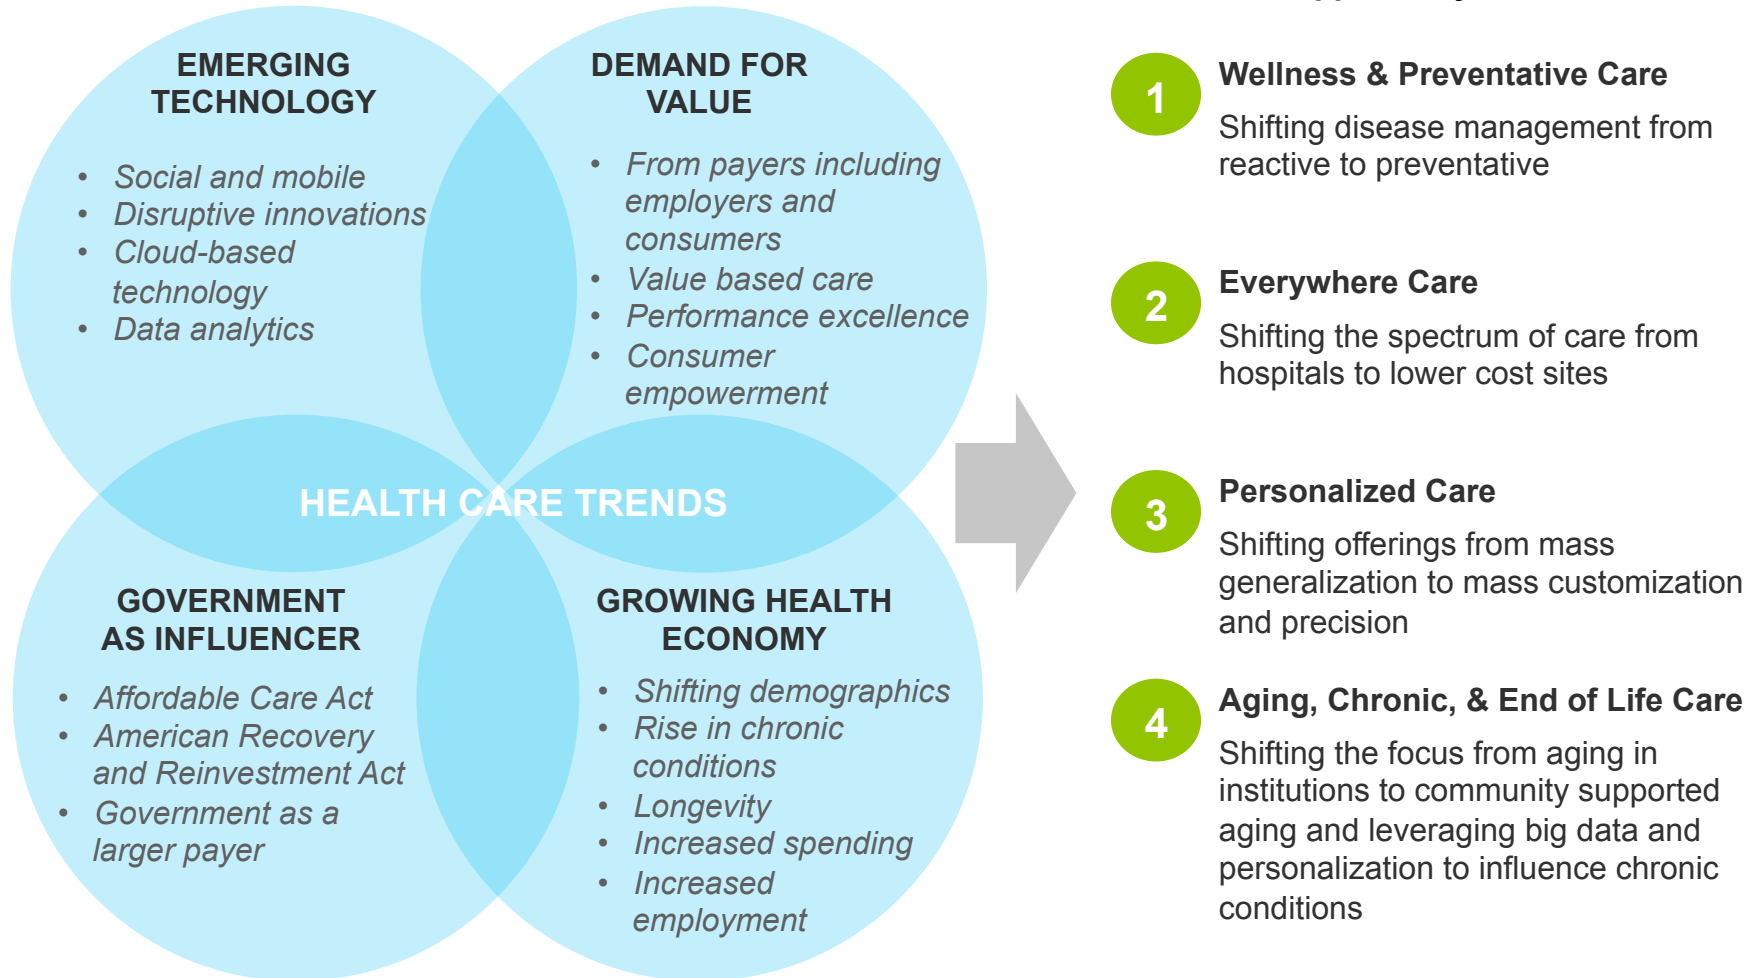 EMERGING
TECHNOLOGY
• Social and mobile
• Disruptive innovations
• Cloud-based
technology
• Data analytics
DEMAND FOR
VALUE
• From payers including
employers and
consumers
• Value based care
• Performance excellence
• Consumer
empowerment
HEALTH CARE TRENDS
GOVERNMENT
AS INFLUENCER
• Affordable Care Act
• American Recovery
and Reinvestment Act
• Government as a
larger payer
GROWING HEALTH
ECONOMY
• Shifting demographics
• Rise in chronic
conditions
• Longevity
• Increased spending
• Increased
employment
1
Wellness & Preventative Care
Shifting disease management from
reactive to preventative
2
Everywhere Care
Shifting the spectrum of care from
hospitals to lower cost sites
3
Personalized Care
Shifting offerings from mass
generalization to mass customization
and precision
4
Aging, Chronic, & End of Life Care
Shifting the focus from aging in
institutions to community supported
aging and leveraging big data and
personalization to influence chronic
conditions